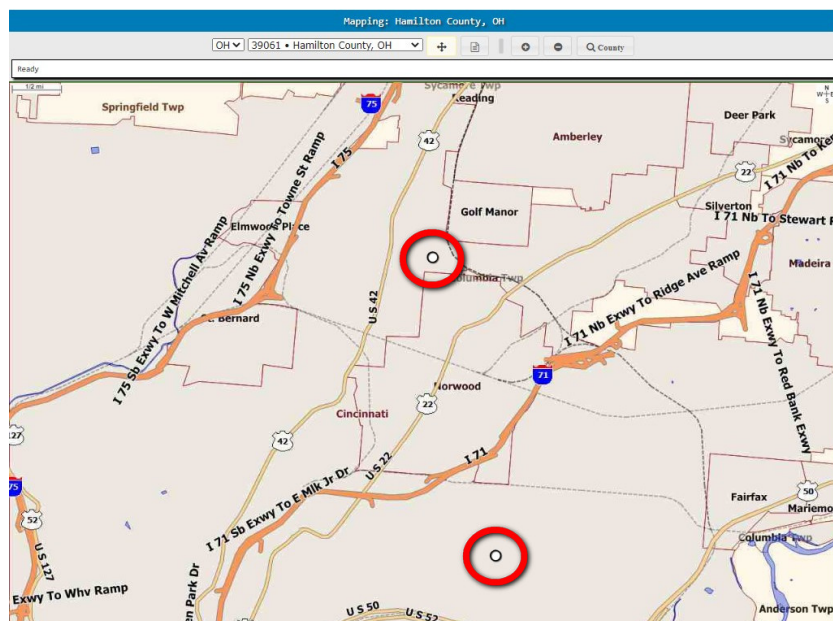 Mapping: Hamilton County, OH
OH
39061 • Hamilton County, OH
County
Ready
1/2 mi
N
W
E
S
Springfield Twp
Sycamore Twp
Reading
75
42
Amberley
Deer Park
Sycamore
22
I 71 Nb To Ken
I 75
I 75 Nb Exwy To Towne St Ramp
Elmwood Place
Golf Manor
Silverton
I 71 Nb To Stewart R
Madeira
I 75 Sb Exwy To W Mitchell Av Ramp
Columbia Twp
I 71 Nb Exwy To Ridge Ave Ramp
U S 42
St. Bernard
I 71 Nb Exwy To Red Bank Expy
71
Norwood
22
Cincinnati
42
127
U S 22
I 71
75
52
U S 127
I 71 Sb Exwy To E Mlk Jr Dr
Fairfax
50
Mariemo
Columbia Twp
Exwy To Whv Ramp
en Park Dr
U S 50
U S 52
Anderson Twp